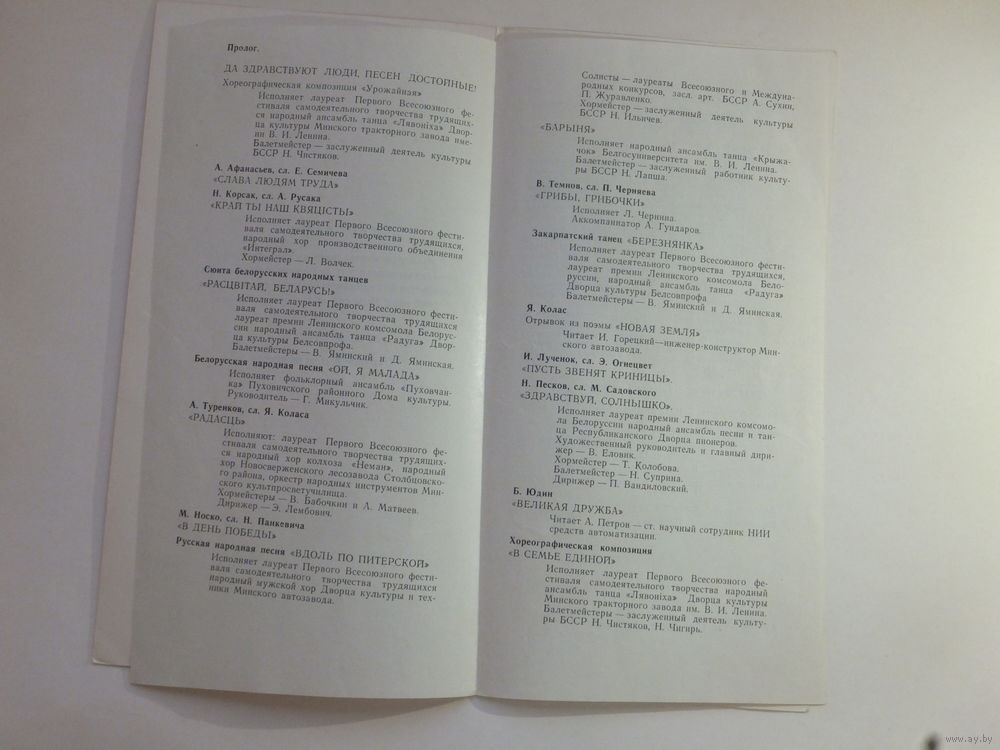 Пролог.
ДА ЗДРАВСТВУЮТ ЛЮДИ, ПЕСЕН ДОСТОЙНЫЕ!
Хореографическая композиция «Урожайная»
Исполняет лауреат Первого Всесоюзного фе-
стиваля самодеятельного творчества трудящих-
ся народный ансамбль танца «Лявоніха» Двор-
ца культуры Минского тракторного завода име-
ни В. И. Ленина.
Балетмейстер — заслуженный деятель культуры
БССР Н. Чистяков.
А. Афанасьев, сл. Е. Семичева
«СЛАВА ЛЮДЯМ ТРУДА»
Н. Корсак, сл. А. Русака
«КРАЙ ТЫ НАШ КВЯЦІСТЫ»
Исполняет лауреат Первого Всесоюзного фести-
валя самодеятельного творчества трудящихся,
народный хор производственного объединения
«Интеграл».
Хормейстер — Л. Волчек.
Сюита белорусских народных танцев
«РАСЦВІТАЙ, БЕЛАРУСЬ!»
Исполняет лауреат Первого Всесоюзного фести-
валя самодеятельного творчества трудящихся
лауреат премии Ленинского комсомола Белорус-
сии народный ансамбль танца «Радуга» Двор-
ца культуры Белсовпрофа.
Балетмейстеры — В. Яминский и Д. Яминская.
Белорусская народная песня «ОЙ, Я МАЛАДА»
Исполняет фольклорный ансамбль «Пуховчан-
ка» Пуховичского районного Дома культуры.
Руководитель — Г. Микульчик.
А. Туренков, сл. Я. Коласа
«РАДАСЦЬ»
Исполняют: лауреат Первого Всесоюзного фе-
стиваля самодеятельного творчества трудящих-
ся народный хор колхоза «Неман», народный
хор Новосверженского лесозавода Столбцовско-
го района, оркестр народных инструментов Мин-
ского культпросветучилища.
Хормейстеры — В. Бабочкин и А. Матвеев.
Дирижер — Э. Лембович.
М. Носко, сл. Н. Панкевича
«В ДЕНЬ ПОБЕДЫ»
Русская народная песня «ВДОЛЬ ПО ПИТЕРСКОЙ»
Исполняет лауреат Первого Всесоюзного фести-
валя самодеятельного творчества трудящихся
народный мужской хор Дворца культуры и тех-
ники Минского автозавода.
Солисты — лауреаты Всесоюзного и Междуна-
родных конкурсов, засл. арт. БССР А. Сухин,
П. Журавленко.
Хормейстер — заслуженный деятель культуры
БССР Н. Ильичев.
«БАРЫНЯ»
Исполняет народный ансамбль танца «Крыжа-
чок» Белгосуниверситета им. В. И. Ленина.
Балетмейстер — заслуженный работник культу-
ры БССР Н. Лапша.
В. Темнов, сл. П. Черняева
«ГРИБЫ, ГРИБОЧКИ»
Исполняет Л. Чернина.
Аккомпаниатор А. Гундаров.
Закарпатский танец «БЕРЕЗНЯНКА»
Исполняет лауреат Первого Всесоюзного фести-
валя самодеятельного творчества трудящихся,
лауреат премии Ленинского комсомола Бело-
руссии, народный ансамбль танца «Радуга»
Дворца культуры Белсовпрофа
Балетмейстеры — В. Яминский и Д. Яминская.
Я. Колас
Отрывок из поэмы «НОВАЯ ЗЕМЛЯ»
Читает И. Горецкий—инженер-конструктор Мин-
ского автозавода.
И. Лученок, сл. Э. Огнецвет
«ПУСТЬ ЗВЕНЯТ КРИНИЦЫ».
Н. Песков, сл. М. Садовского
«ЗДРАВСТВУЙ, СОЛНЫШКО».
Исполняет лауреат премии Ленинского комсомо-
ла Белоруссии народный ансамбль песни и тан-
ца Республиканского Дворца пионеров.
Художественный руководитель и главный дири-
жер — В. Еловик.
Хормейстер — Т. Колобова.
Балетмейстер — Н. Суприна.
Дирижер — П. Вандиловский.
Б. Юдин
«ВЕЛИКАЯ ДРУЖБА»
Читает А. Петров — ст. научный сотрудник НИИ
средств автоматизации.
Хореографическая композиция
«В СЕМЬЕ ЕДИНОЙ»
Исполняет лауреат Первого Всесоюзного фе-
стиваля самодеятельного творчества народный
ансамбль танца «Лявоніха» Дворца культуры
Минского тракторного завода им. В. И. Ленина.
Балетмейстеры — заслуженный деятель культу-
ры БССР Н. Чистяков, Н. Чигирь.
www.ay.by